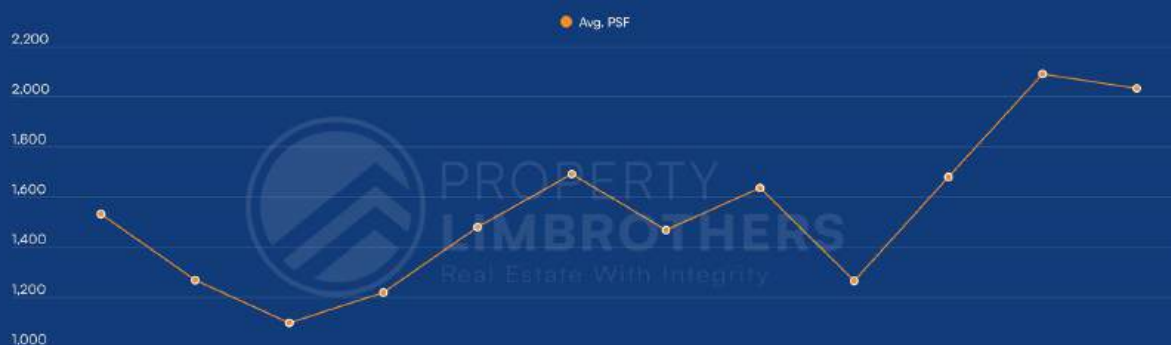 Avg. PSF
2,200
2,000
1,800
1,600
1,400
1,200
1,000
PROPERTY
LIMBROTHERS
Real Estate With Integrity